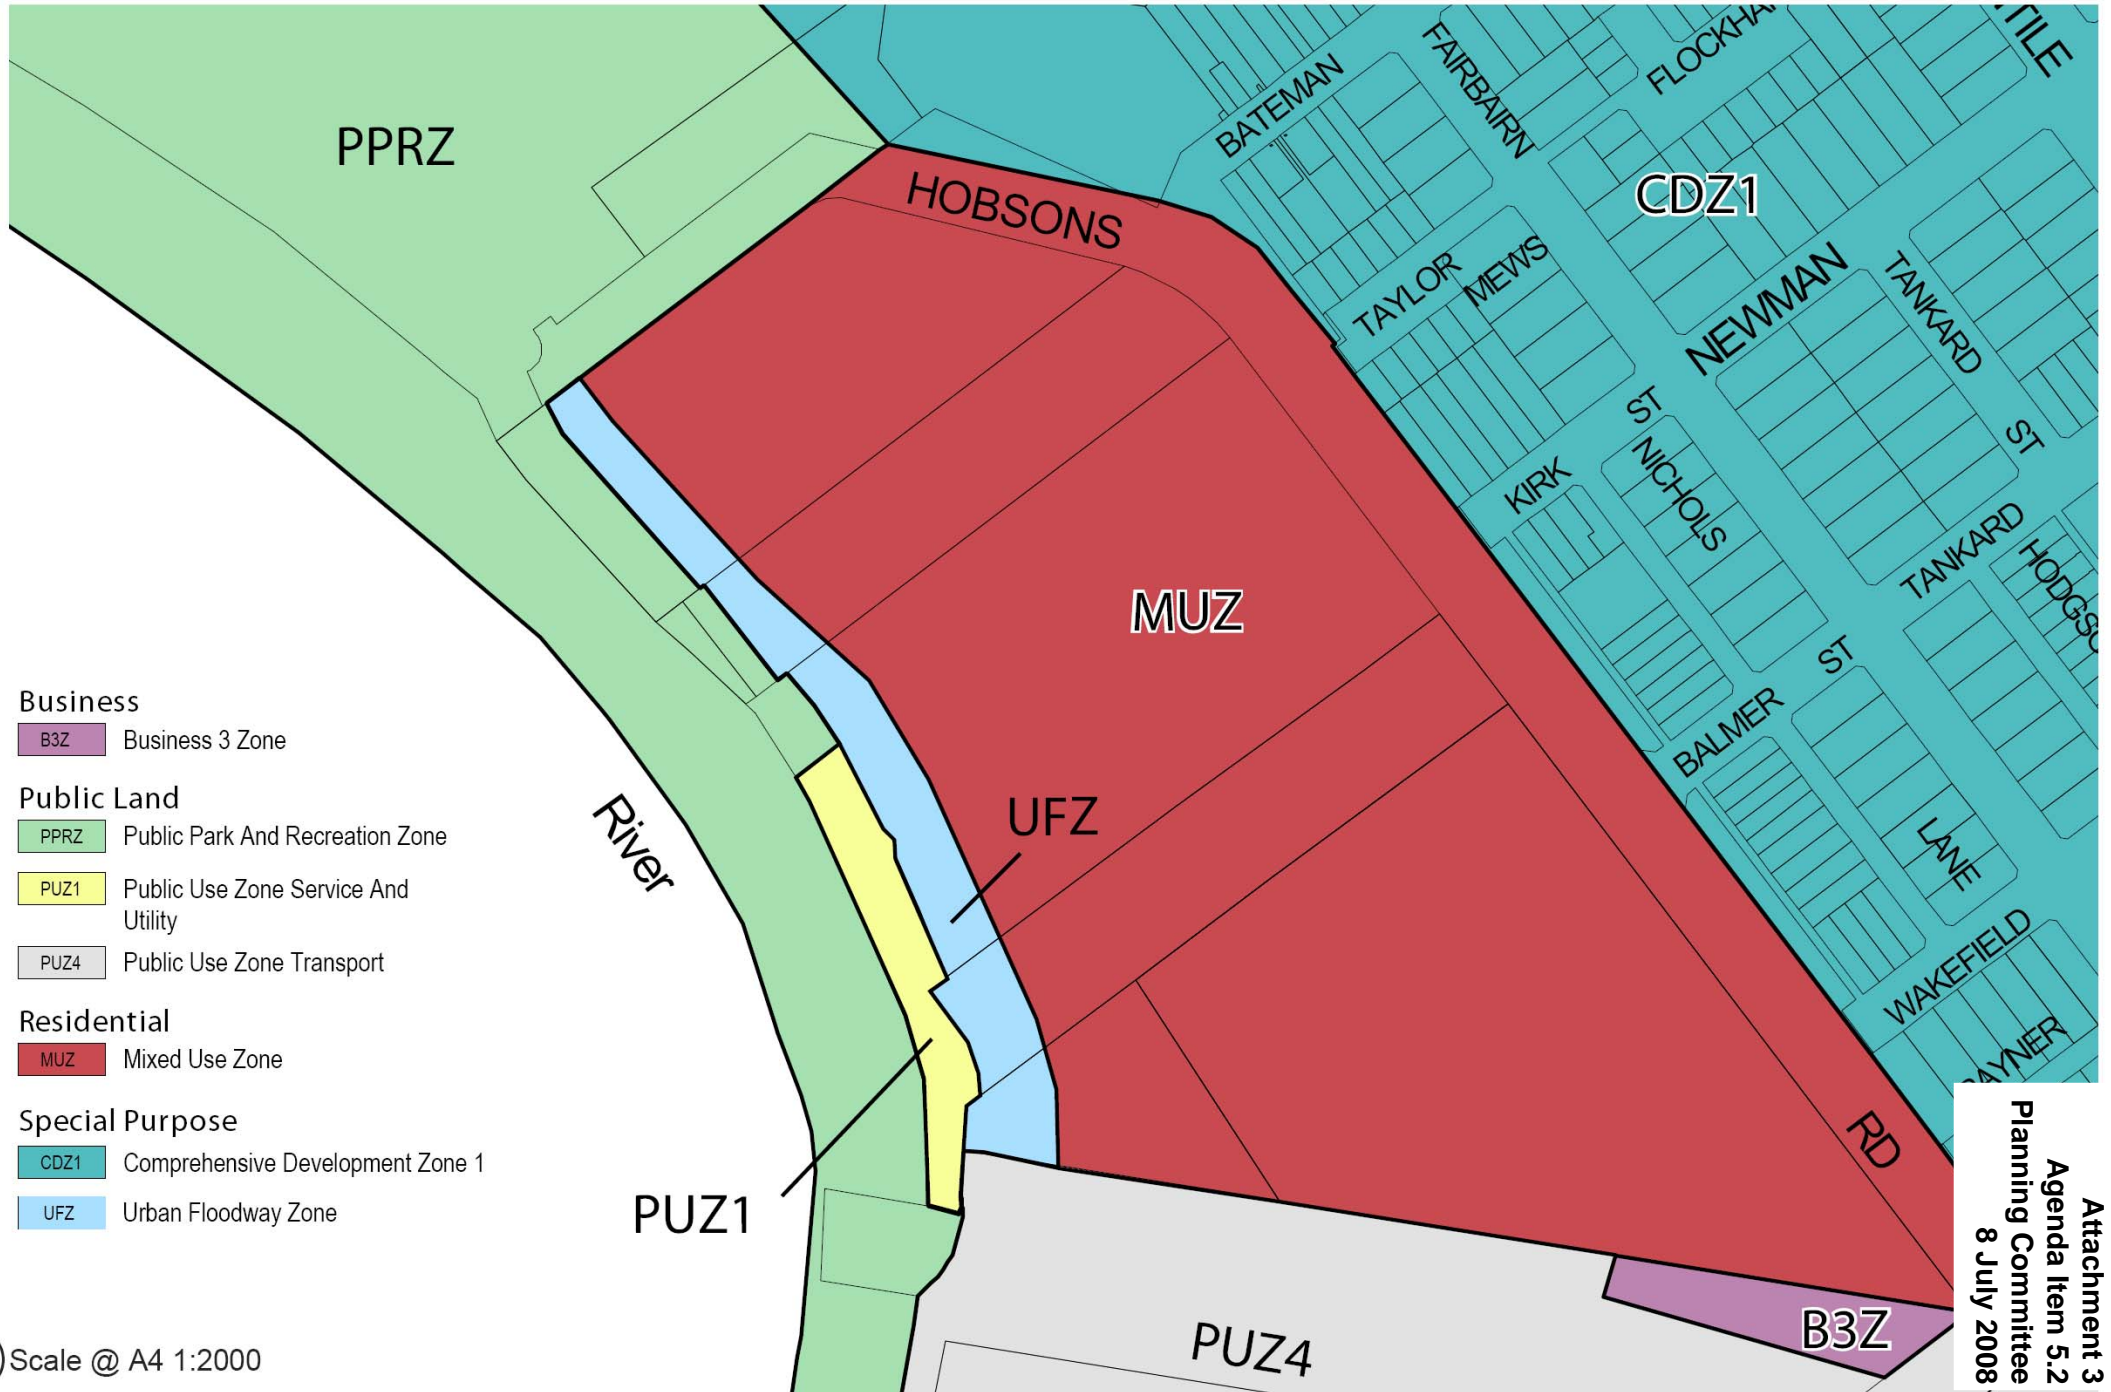 PPRZ
HOBSONS
BATEMAN
FAIRBAIRN
CDZ1
TAYLOR
MEWS
NEWMAN
TANKARD
ST
ST
KIRK
NICHOLS
TANKARD
MUZ
ST
BALMER
LANE
WAKEFIELD
RD
UFZ
River
PUZ1
PUZ4
B3Z
Business
B3Z Business 3 Zone
Public Land
PPRZ Public Park And Recreation Zone
PUZ1 Public Use Zone Service And
Utility
PUZ4 Public Use Zone Transport
Residential
MUZ Mixed Use Zone
Special Purpose
CDZ1 Comprehensive Development Zone 1
UFZ Urban Floodway Zone
Scale @ A4 1:2000
Attachment 3
Agenda Item 5.2
Planning Committee
8 July 2008